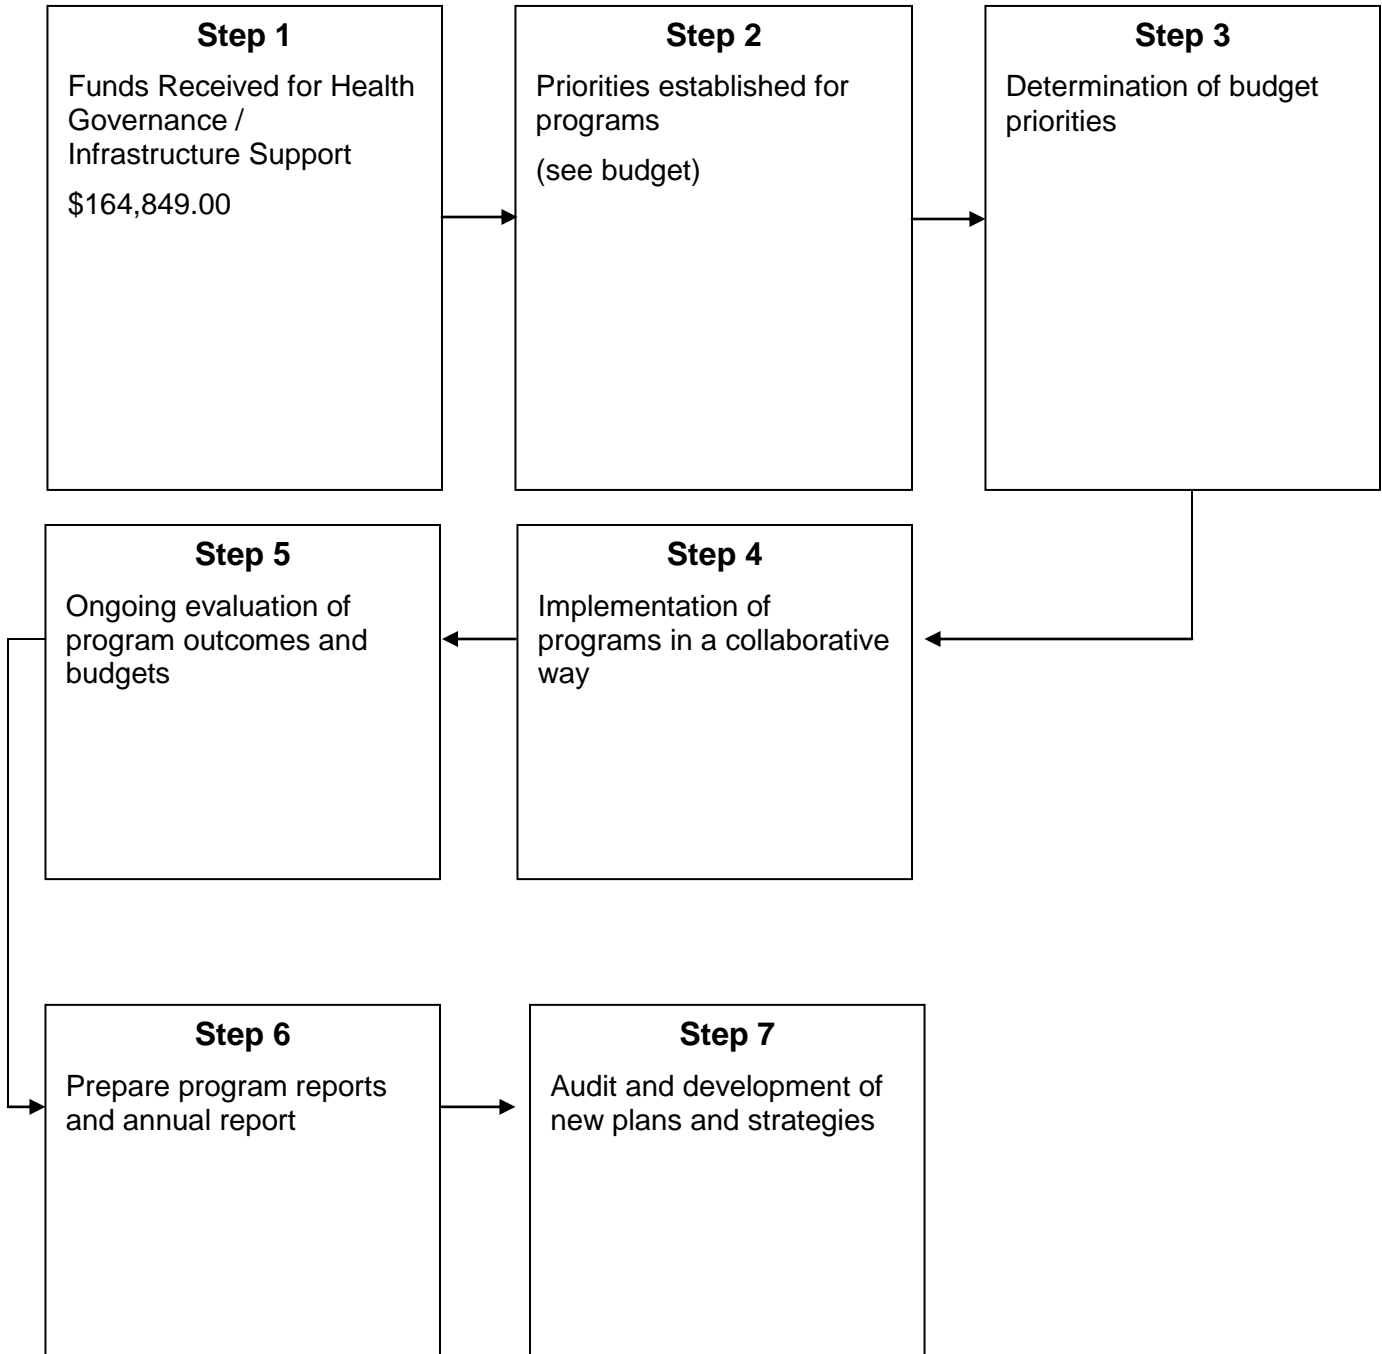 Step 1
Funds Received for Health
Governance /
Infrastructure Support
$164,849.00
Step 2
Priorities established for
programs
(see budget)
Step 3
Determination of budget
priorities
Step 4
Implementation of
programs in a collaborative
way
Step 5
Ongoing evaluation of
program outcomes and
budgets
Step 6
Prepare program reports
and annual report
Step 7
Audit and development of
new plans and strategies